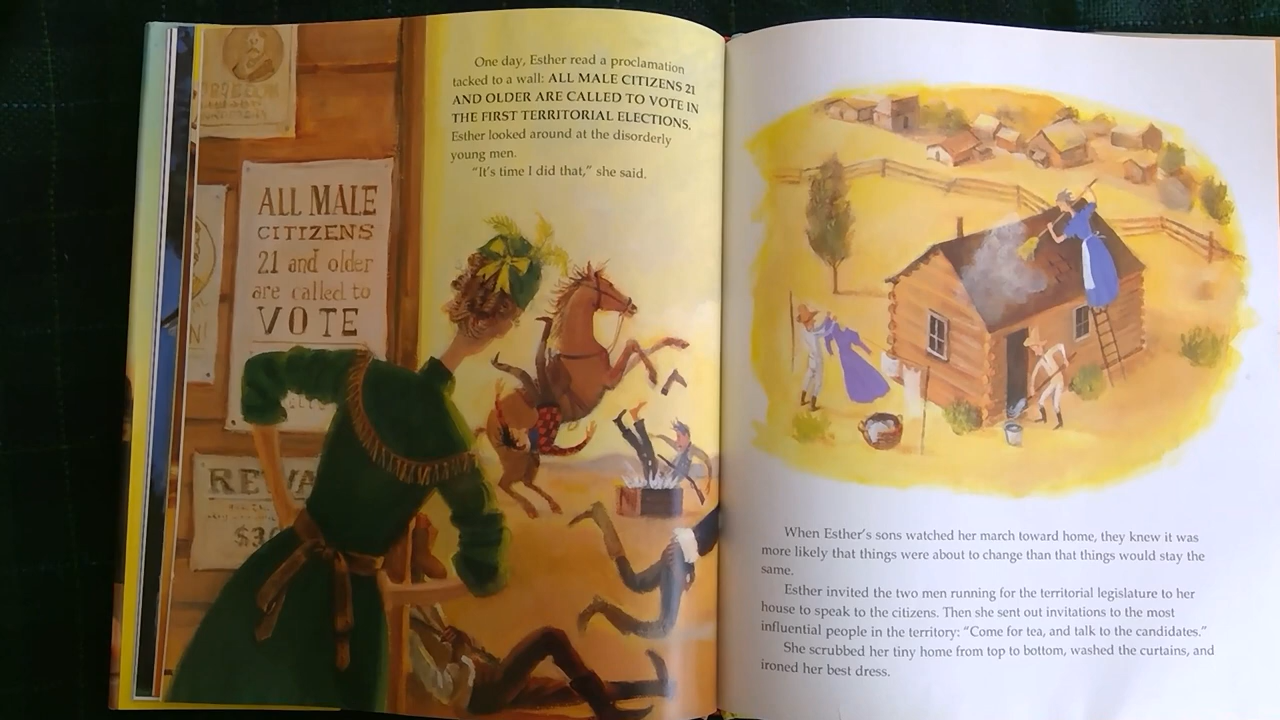 One day, Esther read a proclamation
tacked to a wall: ALL MALE CITIZENS 21
AND OLDER ARE CALLED TO VOTE IN
THE FIRST TERRITORIAL ELECTIONS.
Esther looked around at the disorderly
young men.
"It's time I did that," she said.
ALL MALE
CITIZENS
21 and older
are called to
VOTE
When Esther's sons watched her march toward home, they knew it was
more likely that things were about to change than that things would stay the
same.
Esther invited the two men running for the territorial legislature to her
house to speak to the citizens. Then she sent out invitations to the most
influential people in the territory: "Come for tea, and talk to the candidates."
She scrubbed her tiny home from top to bottom, washed the curtains, and
ironed her best dress.